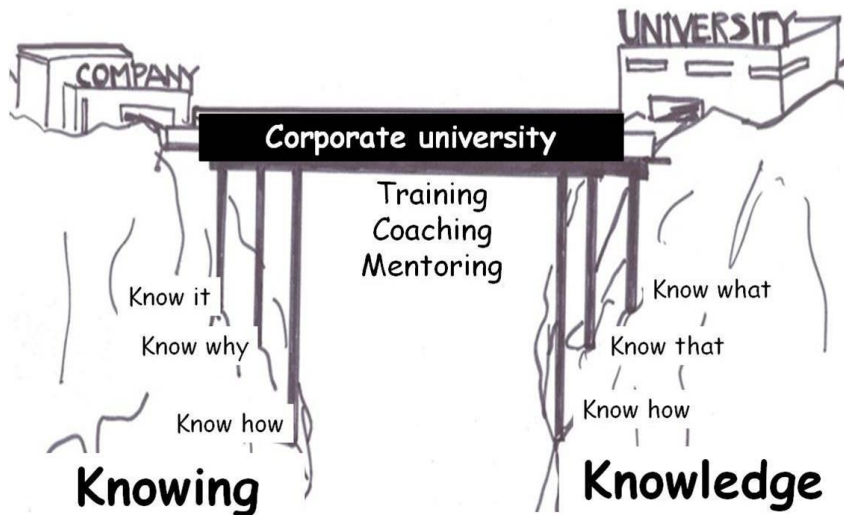 COMPANY
UNIVERSITY
Corporate university
Training
Coaching
Mentoring
Know it
Know why
Know how
Know what
Know that
Know how
Knowing
Knowledge